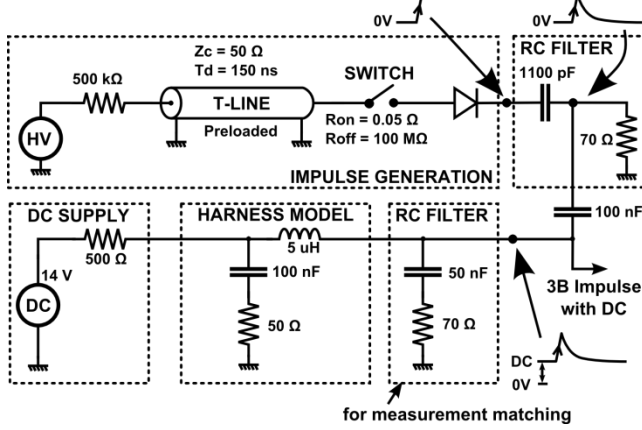 0V
0V
Zc = 50 Ω
Td = 150 ns
RC FILTER
1100 pF
500 kΩ
SWITCH
T-LINE
HV
Preloaded
Ron = 0.05 Ω
Roff = 100 MΩ
70 Ω
IMPULSE GENERATION
DC SUPPLY
HARNESS MODEL
RC FILTER
100 nF
14 V
500 Ω
5 uH
100 nF
50 nF
DC
3B Impulse
with DC
50 Ω
70 Ω
DC
0V
for measurement matching